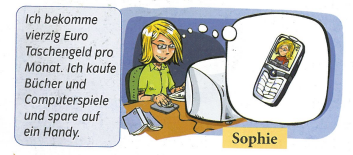 Ich bekomme
vierzig Euro
Taschengeld pro
Monat. Ich kaufe
Bücher und
Computerspiele
und spare auf
ein Handy.
Sophie